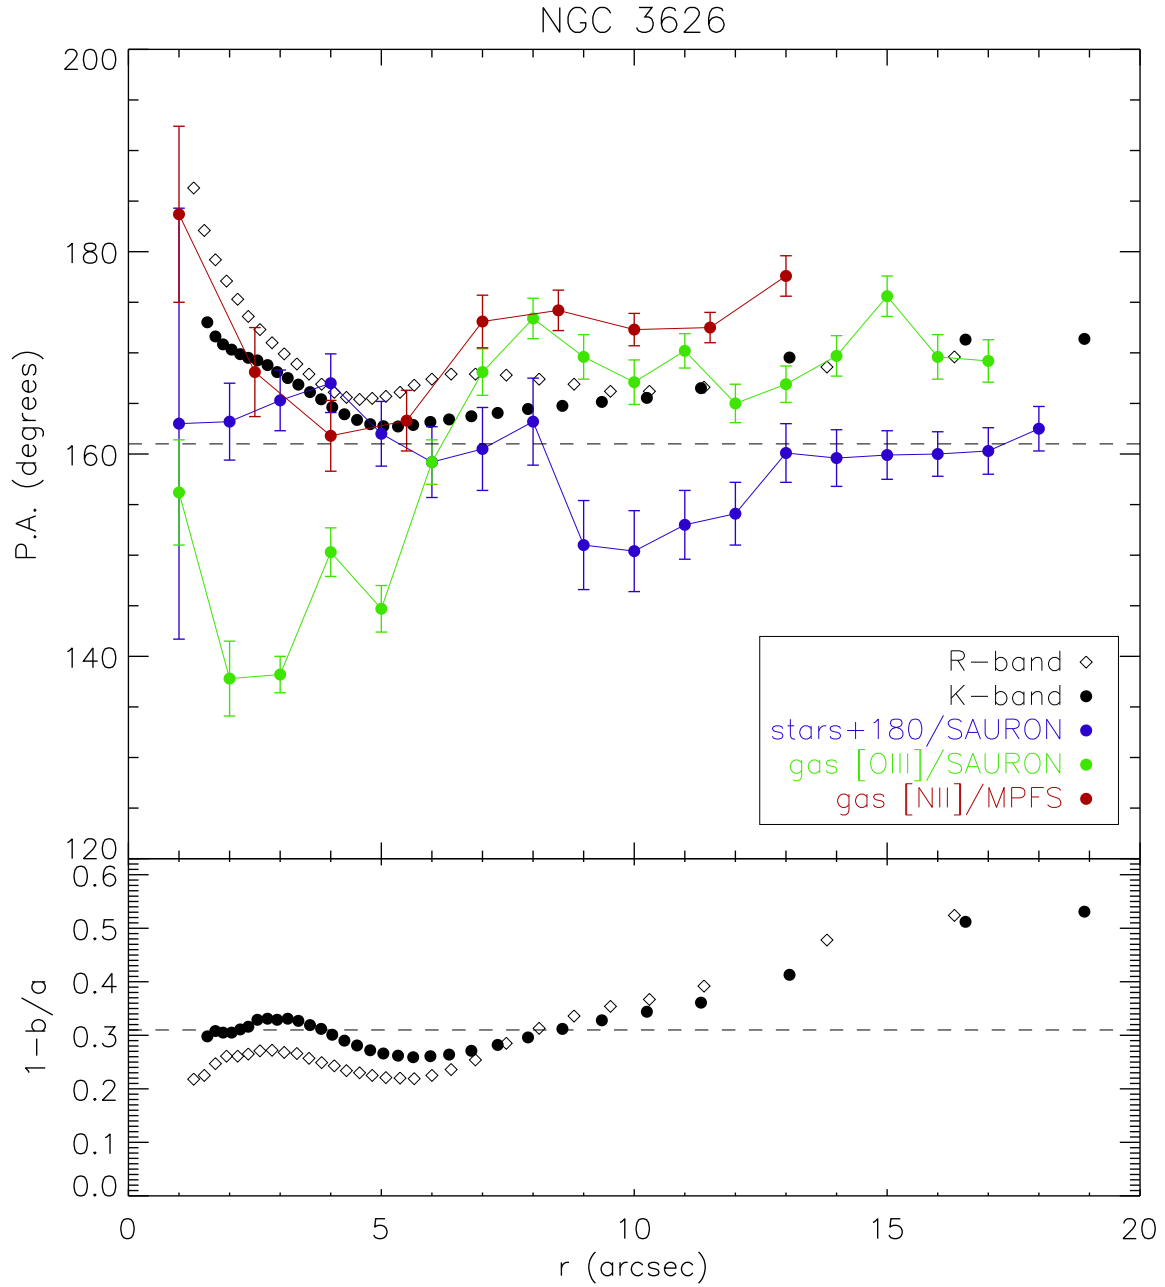 NGC 3626
200
180
160
140
120
P.A. (degrees)
R-band
K-band
stars+180/SAURON
gas [OIII]/SAURON
gas [NII]/MPFS
0.6
0.5
0.4
0.3
0.2
0.1
0.0
1-b/a
0 5 10 15 20
r (arcsec)